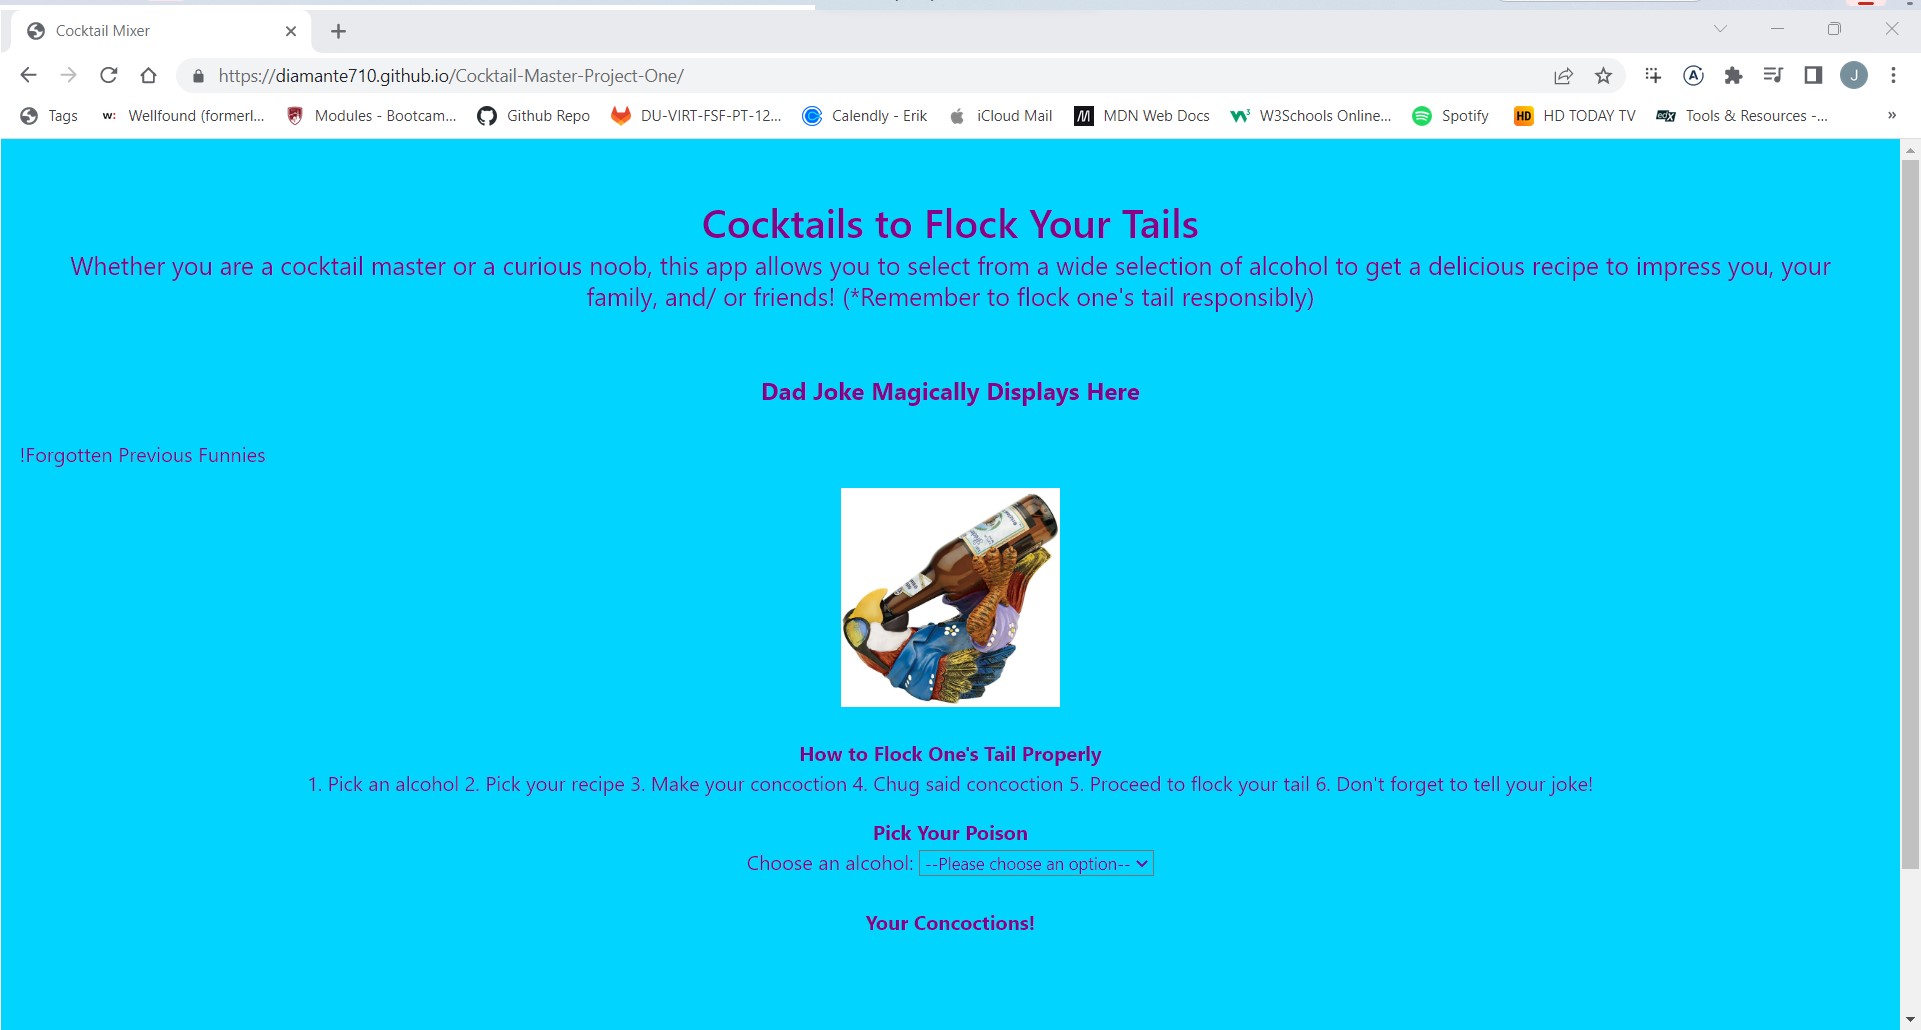 Cocktail Mixer
https://diamante710.github.io/Cocktail-Master-Project-One/
J
Tags
w: Wellfound (formerl...
Modules - Bootcam...
Github Repo
DU-VIRT-FSF-PT-12...
Calendly - Erik
iCloud Mail
MDN Web Docs
W3Schools Online...
Spotify
HD HD TODAY TV
edX Tools & Resources -...
»
Cocktails to Flock Your Tails
Whether you are a cocktail master or a curious noob, this app allows you to select from a wide selection of alcohol to get a delicious recipe to impress you, your
family, and/ or friends! (*Remember to flock one's tail responsibly)
Dad Joke Magically Displays Here
!Forgotten Previous Funnies
How to Flock One's Tail Properly
1. Pick an alcohol 2. Pick your recipe 3. Make your concoction 4. Chug said concoction 5. Proceed to flock your tail 6. Don't forget to tell your joke!
Pick Your Poison
Choose an alcohol: --Please choose an option--
Your Concoctions!